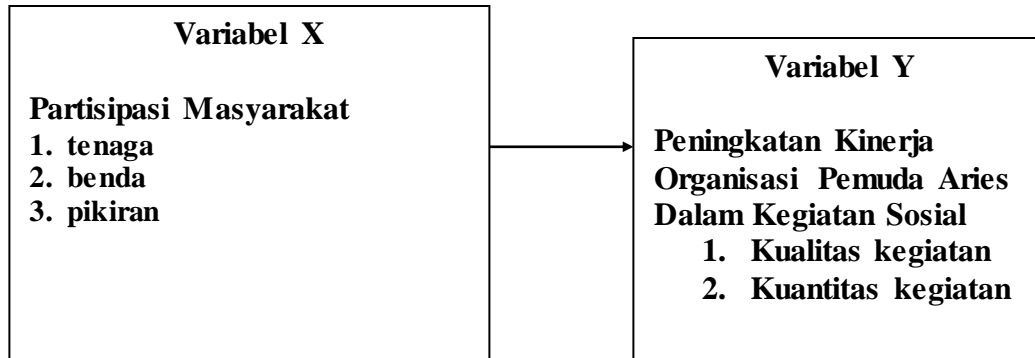 Variabel X
Partisipasi Masyarakat
1. tenaga
2. benda
3. pikiran
Variabel Y
Peningkatan Kinerja
Organisasi Pemuda Aries
Dalam Kegiatan Sosial
1. Kualitas kegiatan
2. Kuantitas kegiatan